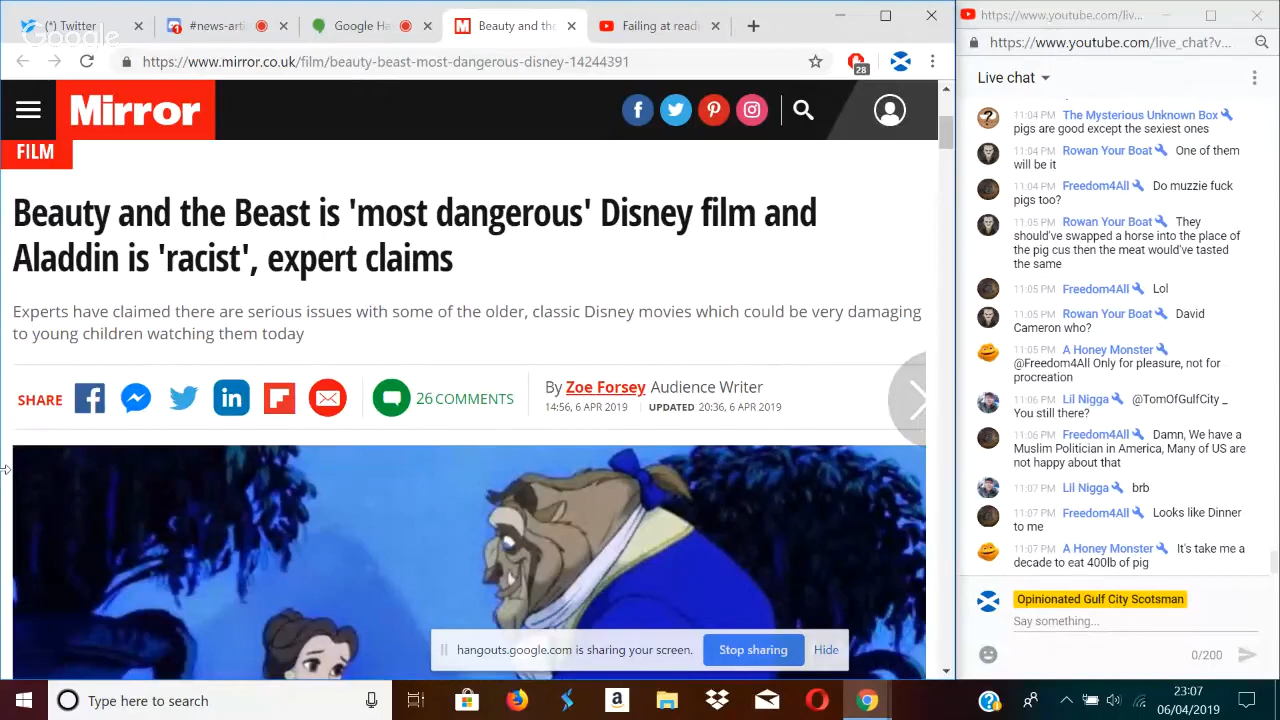 (*) Twitter
#news-arti
Google Ha
Beauty and the
Failing at readi
Google
https://www.mirror.co.uk/film/beauty-beast-most-dangerous-disney-14244391
28
Mirror
FILM
Beauty and the Beast is 'most dangerous' Disney film and
Aladdin is 'racist', expert claims
Experts have claimed there are serious issues with some of the older, classic Disney movies which could be very damaging
to young children watching them today
SHARE
26 COMMENTS
By Zoe Forsey Audience Writer
14:56, 6 APR 2019 | UPDATED 20:36, 6 APR 2019
hangouts.google.com is sharing your screen.
Stop sharing
Hide
https://www.youtube.com/liv...
https://www.youtube.com/live_chat?v...
Live chat
11:04 PM The Mysterious Unknown Box
pigs are good except the sexiest ones
11:04 PM Rowan Your Boat One of them
will be it
11:04 PM Freedom4All Do muzzie fuck
pigs too?
11:05 PM Rowan Your Boat They
should've swapped a horse into the place of
the pig cus then the meat would've tasted
the same
11:05 PM Freedom4All Lol
11:05 PM Rowan Your Boat David
Cameron who?
11:05 PM A Honey Monster
@Freedom4All Only for pleasure, not for
procreation
11:06 PM Lil Nigga @TomOfGulfCity _
You still there?
11:06 PM Freedom4All Damn, We have a
Muslim Politician in America, Many of US are
not happy about that
11:07 PM Lil Nigga brb
11:07 PM Freedom4All Looks like Dinner
to me
11:07 PM A Honey Monster It's take me a
decade to eat 400lb of pig
Opinionated Gulf City Scotsman
Say something...
0/200
Type here to search
23:07
06/04/2019